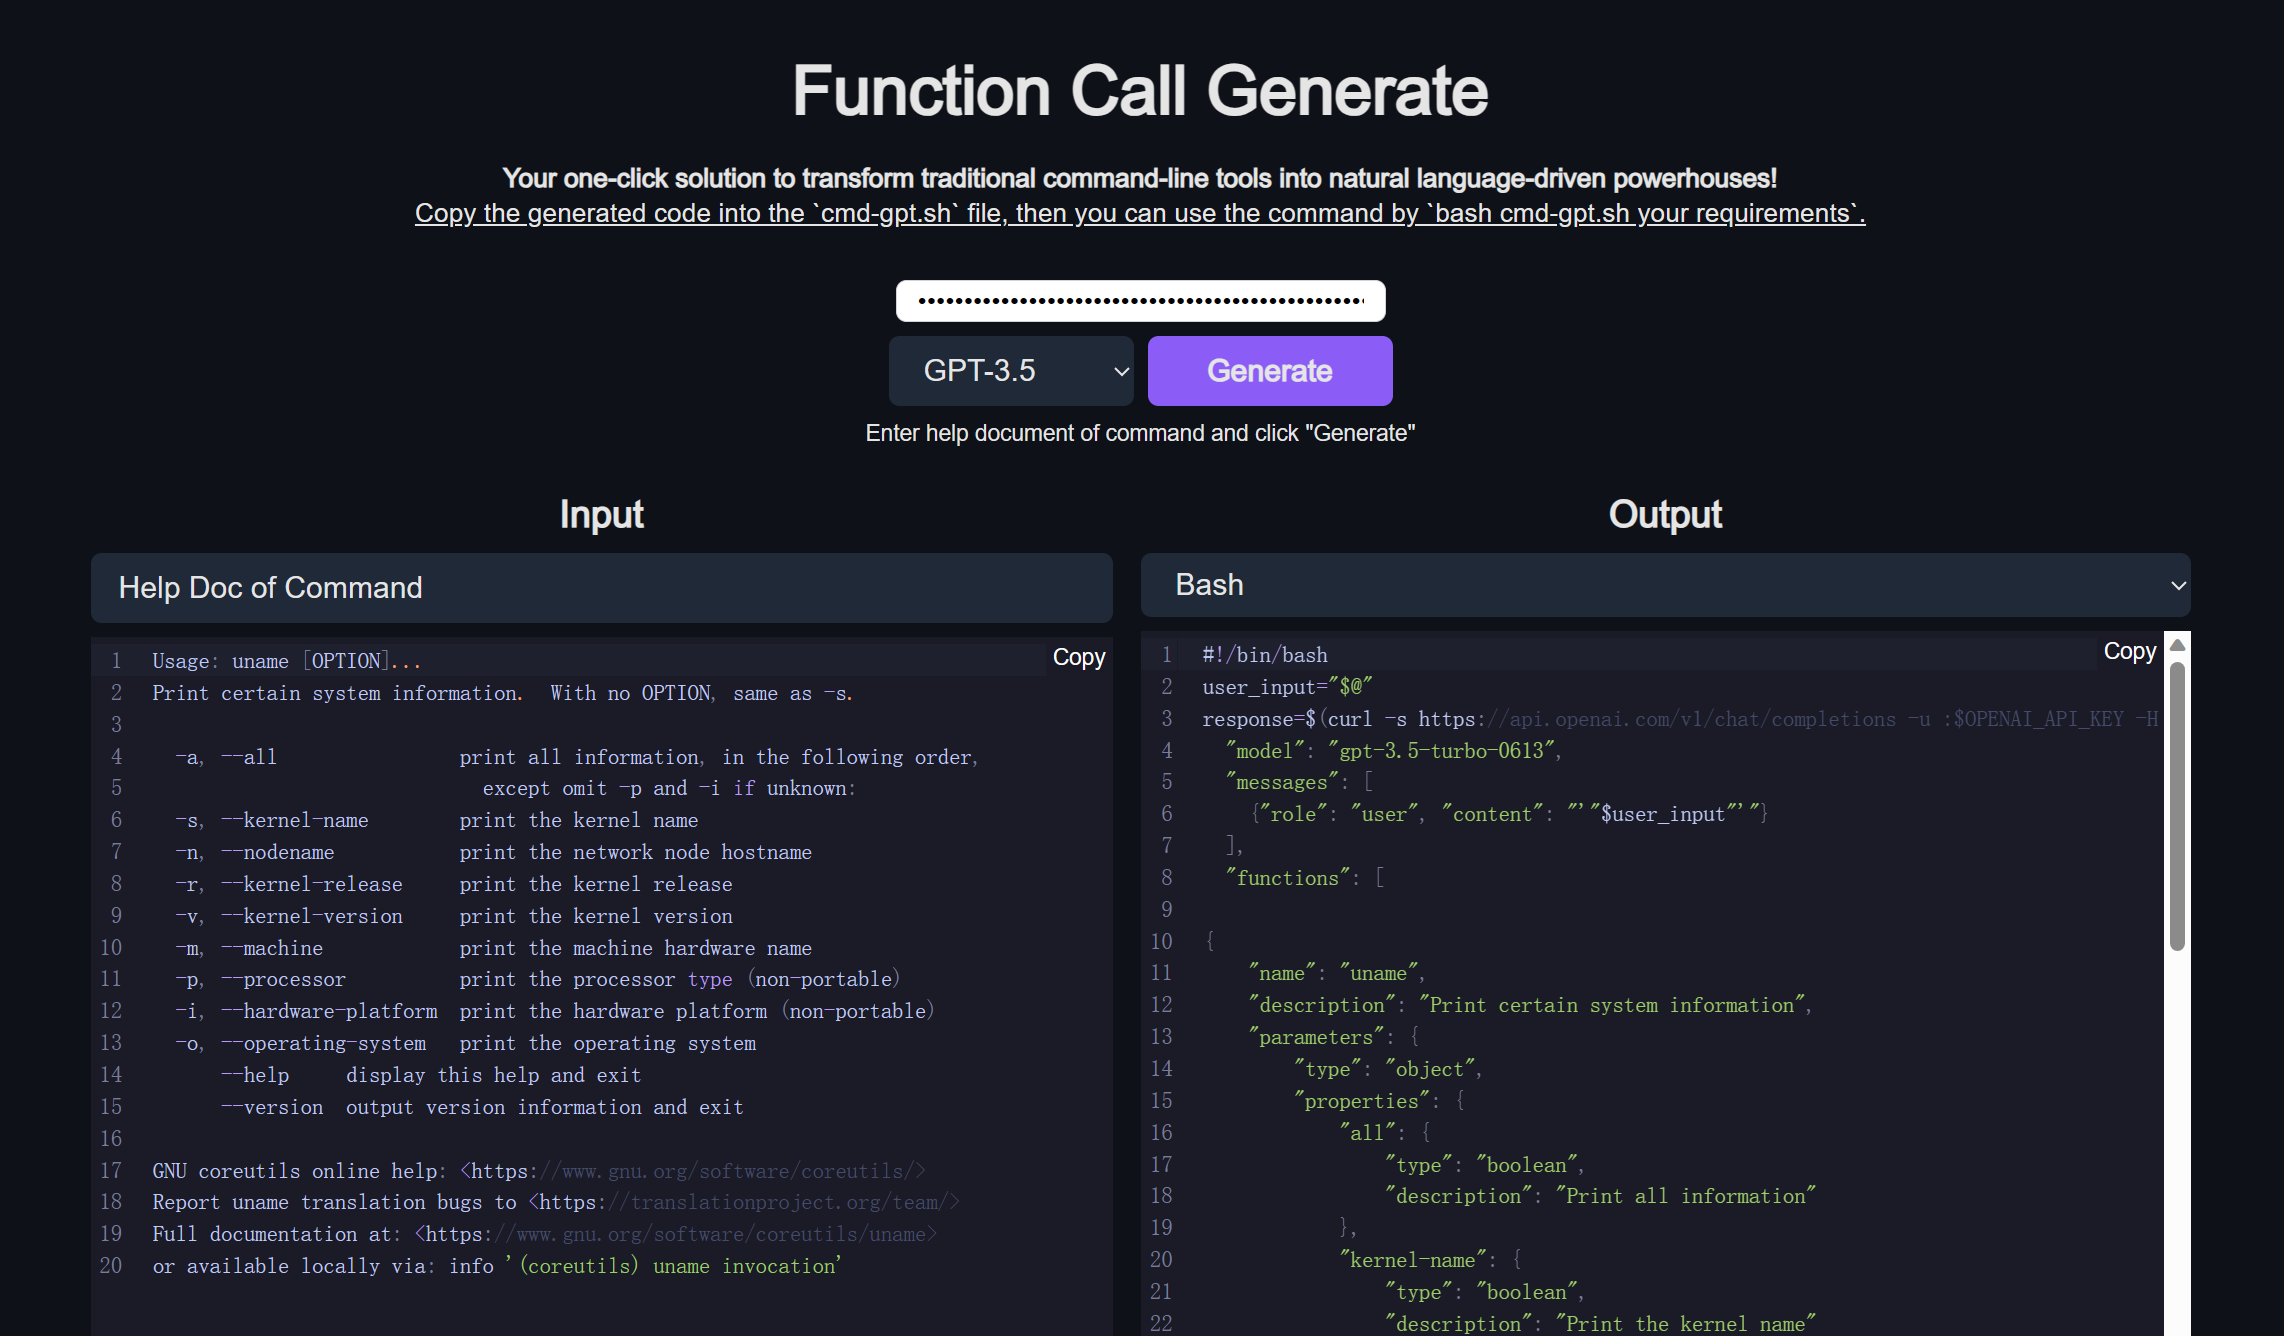 Function Call Generate
Your one-click solution to transform traditional command-line tools into natural language-driven powerhouses!
Copy the generated code into the `cmd-gpt.sh` file, then you can use the command by `bash cmd-gpt.sh your requirements`.
GPT-3.5
Generate
Enter help document of command and click "Generate"
Input
Help Doc of Command
Copy
1 Usage: uname [OPTION]...
2 Print certain system information.  With no OPTION, same as -s.
3
4   -a, --all                print all information, in the following order,
5                              except omit -p and -i if unknown:
6   -s, --kernel-name        print the kernel name
7   -n, --nodename           print the network node hostname
8   -r, --kernel-release     print the kernel release
9   -v, --kernel-version     print the kernel version
10   -m, --machine            print the machine hardware name
11   -p, --processor          print the processor type (non-portable)
12   -i, --hardware-platform  print the hardware platform (non-portable)
13   -o, --operating-system   print the operating system
14       --help     display this help and exit
15       --version  output version information and exit
16
17 GNU coreutils online help: <https://www.gnu.org/software/coreutils/>
18 Report uname translation bugs to <https://translationproject.org/team/>
19 Full documentation at: <https://www.gnu.org/software/coreutils/uname>
20 or available locally via: info '(coreutils) uname invocation'
Output
Bash
Copy
1 #!/bin/bash
2 user_input="$@"
3 response=$(curl -s https://api.openai.com/v1/chat/completions -u :$OPENAI_API_KEY -H
4   "model": "gpt-3.5-turbo-0613",
5   "messages": [
6     {"role": "user", "content": "'"$user_input"'"}
7   ],
8   "functions": [
9
10 {
11     "name": "uname",
12     "description": "Print certain system information",
13     "parameters": {
14         "type": "object",
15         "properties": {
16             "all": {
17                 "type": "boolean",
18                 "description": "Print all information"
19             },
20             "kernel-name": {
21                 "type": "boolean",
22                 "description": "Print the kernel name"